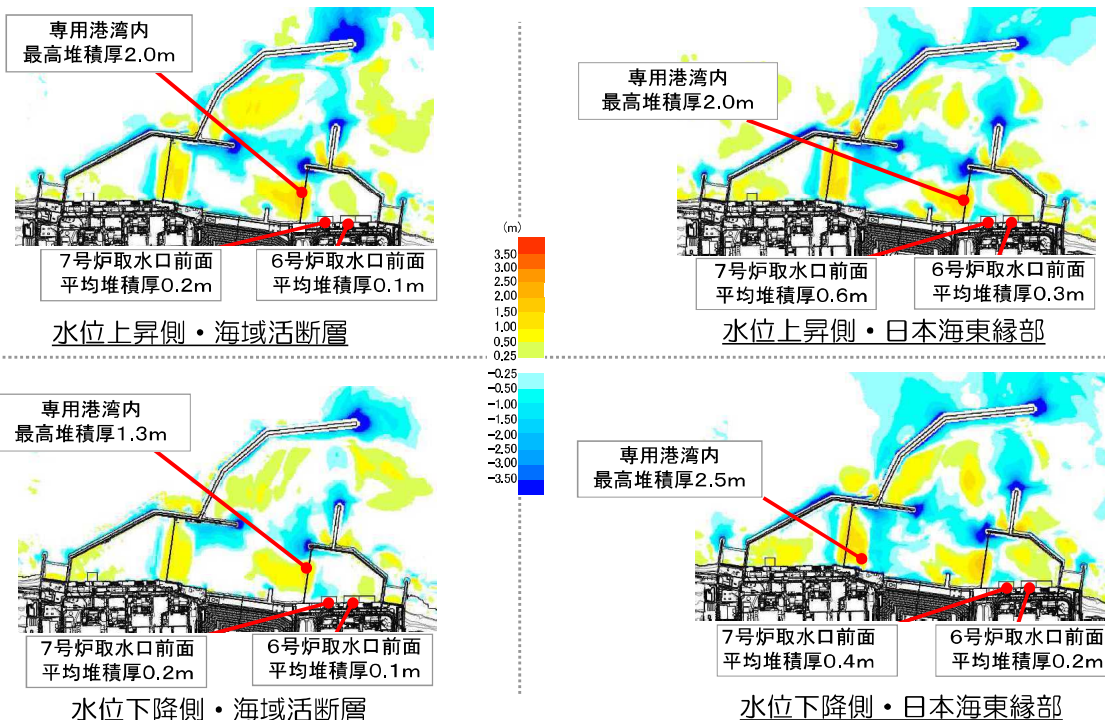 専用港湾内
最高堆積厚2.0m
7号炉取水口前面
平均堆積厚0.2m
6号炉取水口前面
平均堆積厚0.1m
水位上昇側・海域活断層
専用港湾内
最高堆積厚2.0m
7号炉取水口前面
平均堆積厚0.6m
6号炉取水口前面
平均堆積厚0.3m
水位上昇側・日本海東縁部
(m)
3.50
3.00
2.50
2.00
1.50
1.00
0.50
0.25
-0.25
-0.50
-1.00
-1.50
-2.00
-2.50
-3.00
-3.50
専用港湾内
最高堆積厚1.3m
7号炉取水口前面
平均堆積厚0.2m
6号炉取水口前面
平均堆積厚0.1m
水位下降側・海域活断層
専用港湾内
最高堆積厚2.5m
7号炉取水口前面
平均堆積厚0.4m
6号炉取水口前面
平均堆積厚0.2m
水位下降側・日本海東縁部